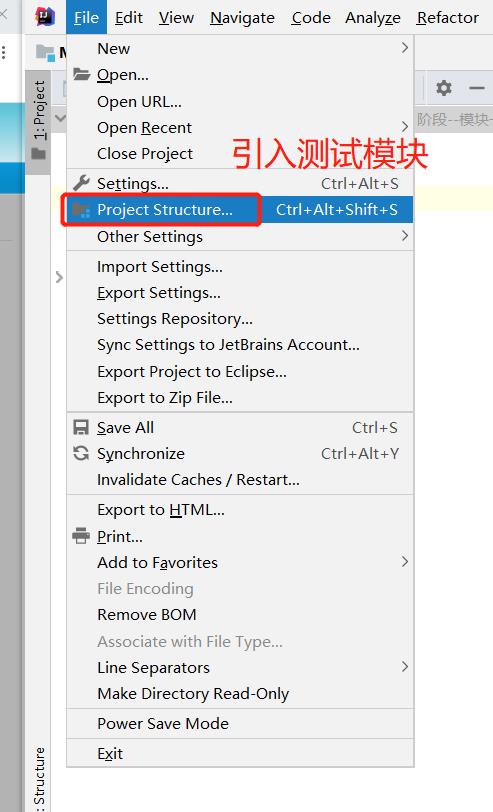 File Edit View Navigate Code Analyze Refactor
New
Open...
Open URL...
Open Recent
阶段--模块
Close Project
引入测试模块
Settings... Ctrl+Alt+S
Project Structure... Ctrl+Alt+Shift+S
Other Settings
Import Settings...
Export Settings...
Settings Repository...
Sync Settings to JetBrains Account...
Export Project to Eclipse...
Export to Zip File...
Save All Ctrl+S
Synchronize Ctrl+Alt+Y
Invalidate Caches / Restart...
Export to HTML...
Print...
Add to Favorites
File Encoding
Remove BOM
Associate with File Type...
Line Separators
Make Directory Read-Only
Power Save Mode
Exit
1: Project
: Structure
IJ